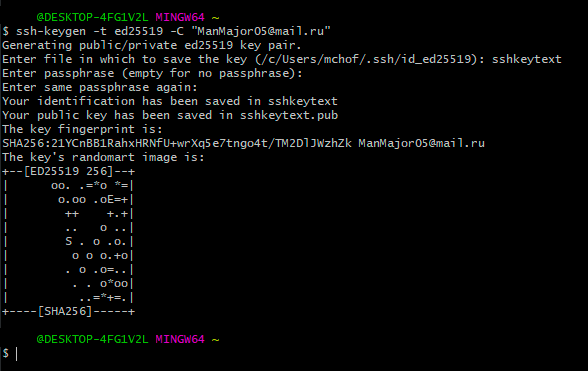 @DESKTOP-4FG1V2L MINGW64 ~
$ ssh-keygen -t ed25519 -C "ManMajorO5@mail.ru"
Generating public/private ed25519 key pair.
Enter file in which to save the key (/c/Users/mchof/.ssh/id_ed25519): sshkeytext
Enter passphrase (empty for no passphrase):
Enter same passphrase again:
Your identification has been saved in sshkeytext
Your public key has been saved in sshkeytext.pub
The key fingerprint is:
SHA256:21YCnBB1RahxHRNfU+wrXq5e7tngo4t/TM2DlJWzhZk ManMajorO5@mail.ru
The key's randomart image is:
+--[ED25519 256]--+
|      oo. .=*o *=|
|       o.oo .oE=+|
|        ++    +.+|
|        ..   o ..|
|        S . o .o.|
|         o o o.+o|
|        . o .o=..|
|         . . o*oo|
|          ..=*+=.|
+----[SHA256]-----+
@DESKTOP-4FG1V2L MINGW64 ~
$